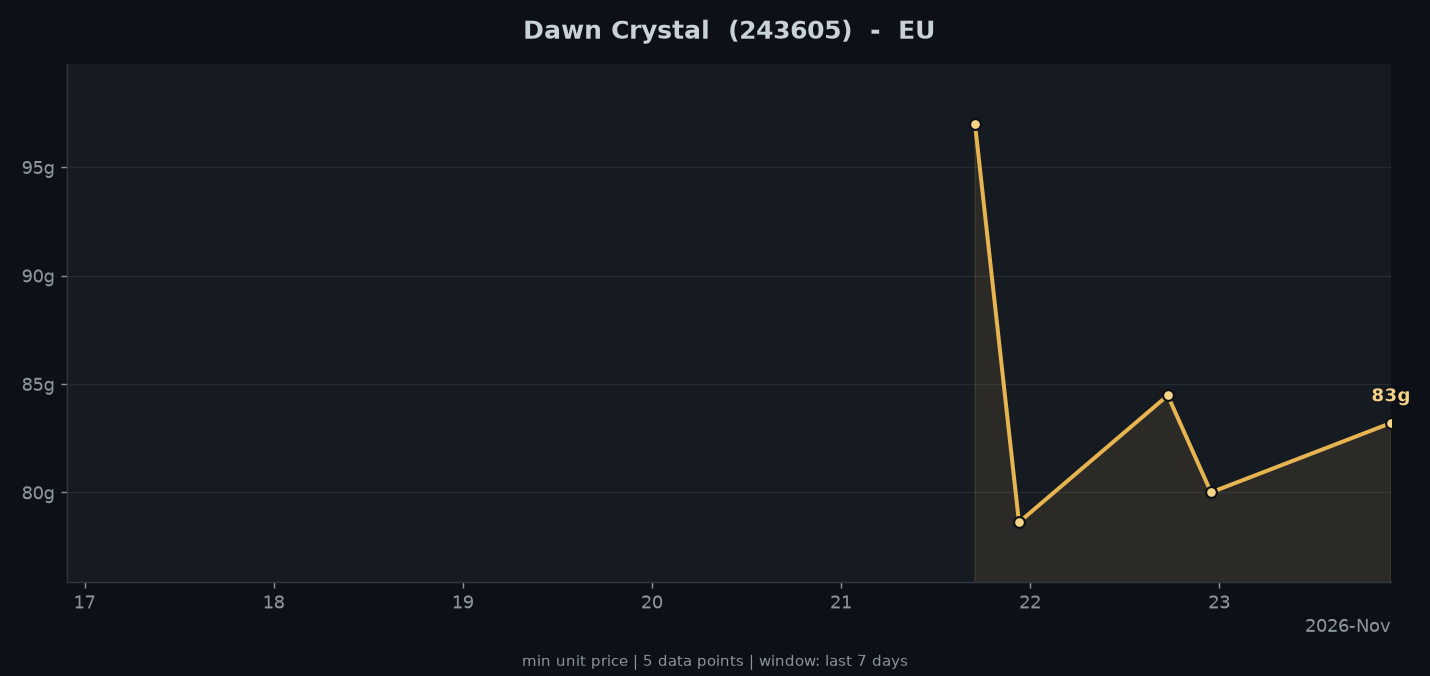 Dawn Crystal (243605) - EU
95g
90g
85g
83g
80g
17 18 19 20 21 22 23
2026-Nov
min unit price | 5 data points | window: last 7 days